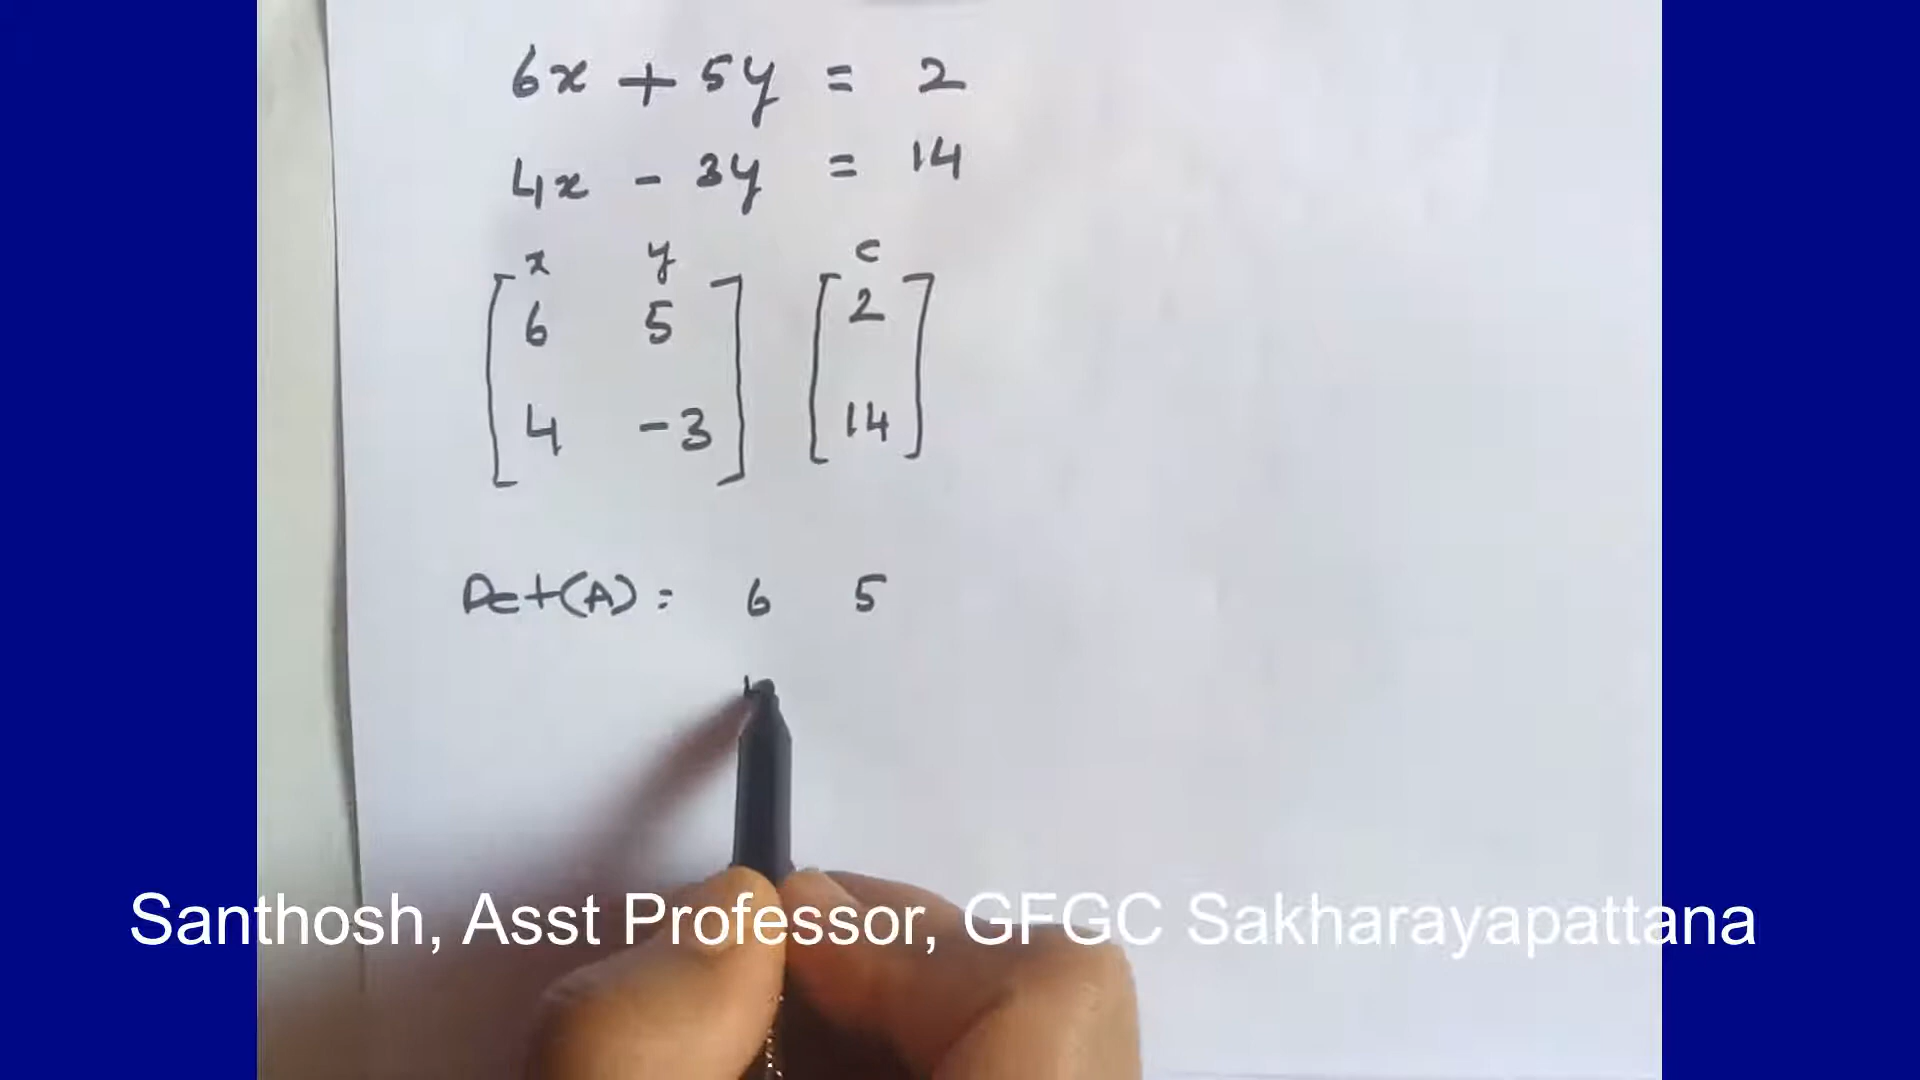 6x + 5y = 2
4x - 3y = 14
x y c
6 5 2
4 -3 14
Det(A) = 6 5
Santhosh, Asst Professor, GFGC Sakharayapattana